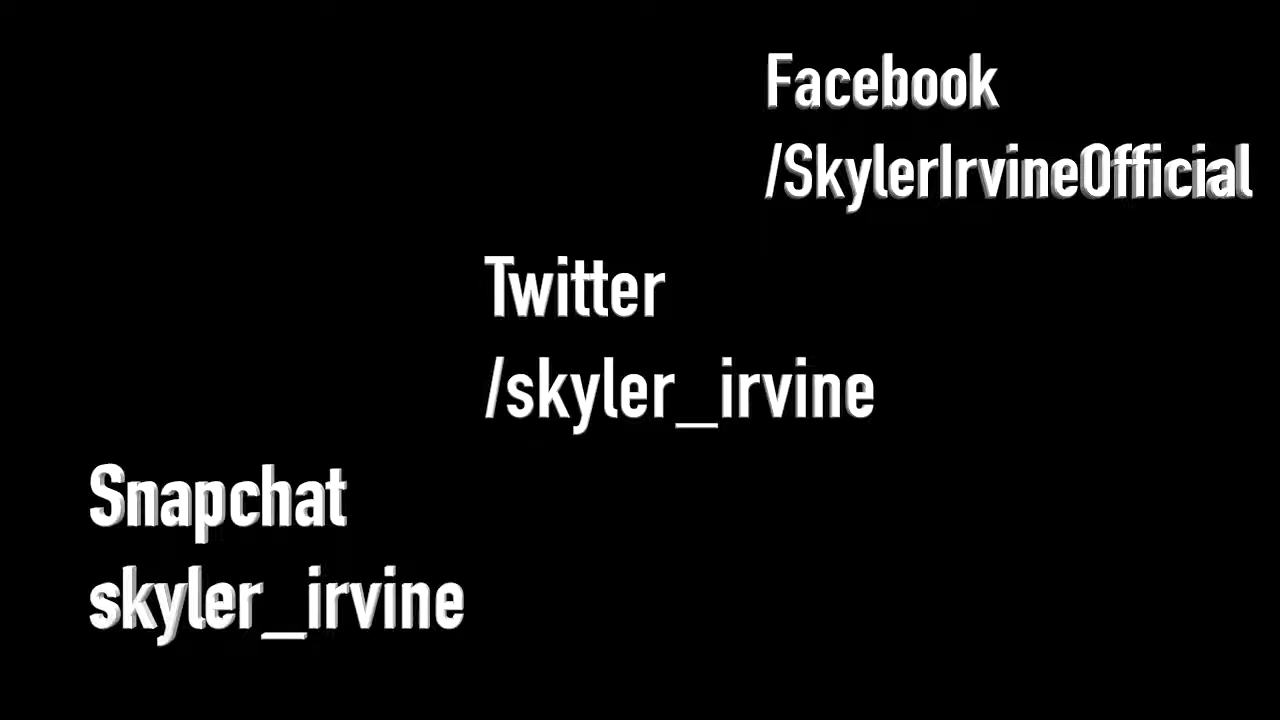 Facebook
/SkylerIrvineOfficial
Twitter
/skyler_irvine
Snapchat
skyler_irvine